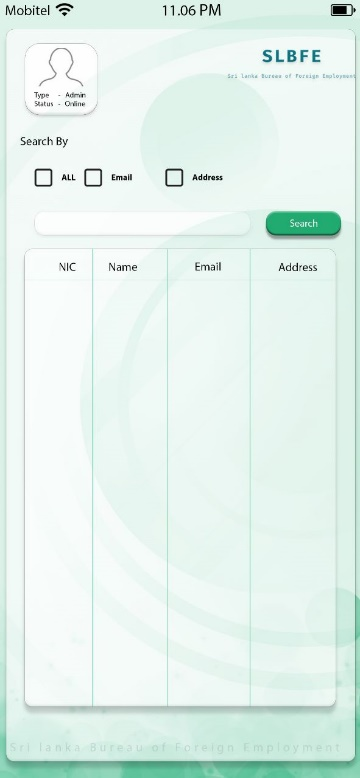 Mobitel 11.06 PM
SLBFE
Sri lanka Bureau of Foreign Employment
Type - Admin
Status - Online
Search By
ALL Email Address
Search
NIC Name Email Address
Sri lanka Bureau of Foreign Employment